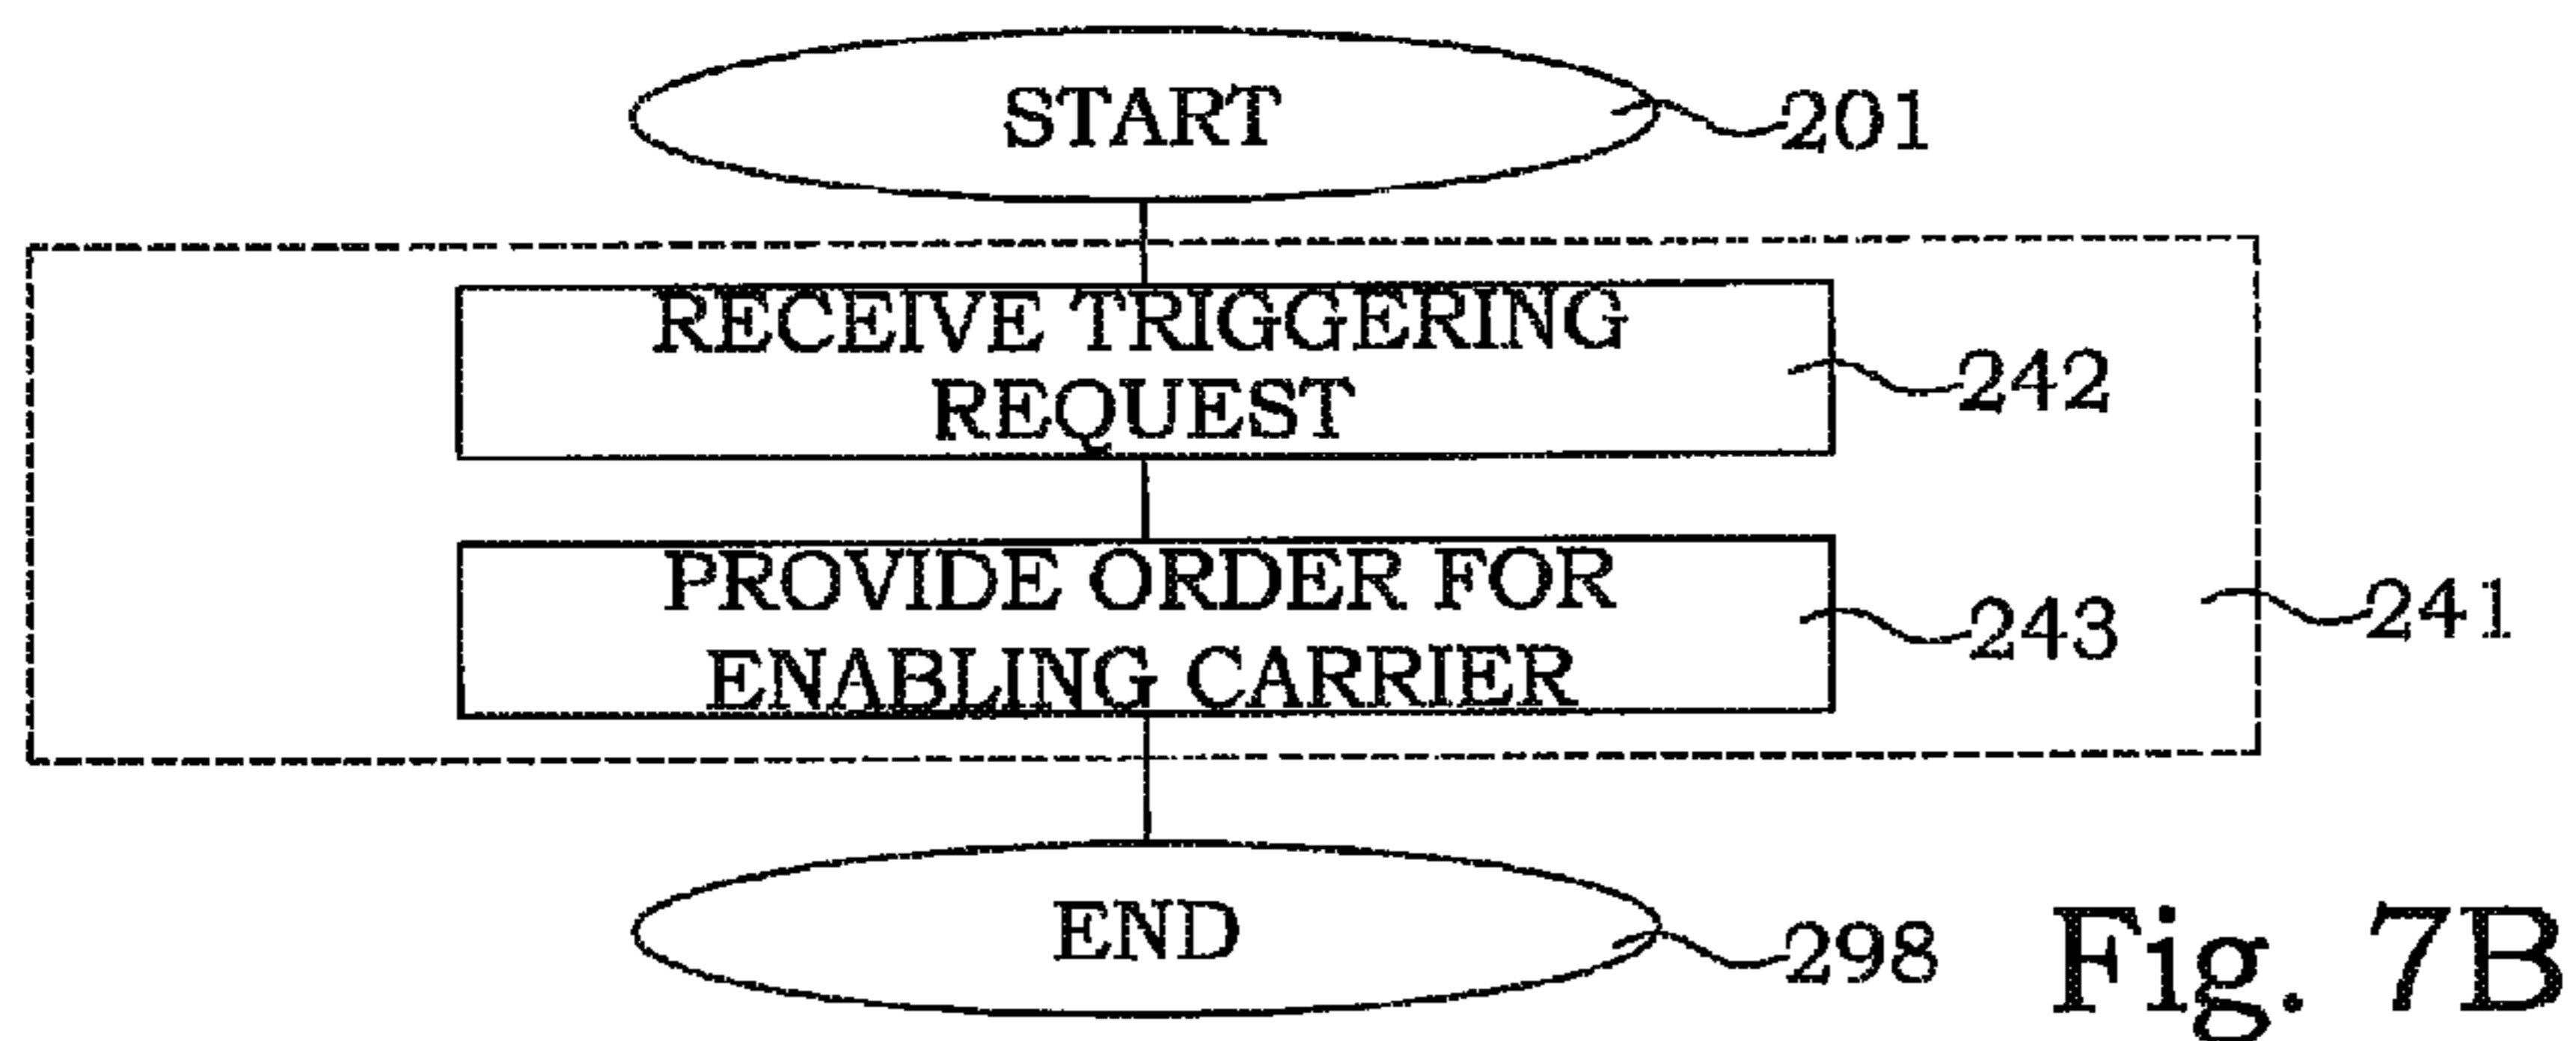 START
201
RECEIVE TRIGGERING
REQUEST
242
PROVIDE ORDER FOR
ENABLING CARRIER
243
241
END
298
Fig. 7B